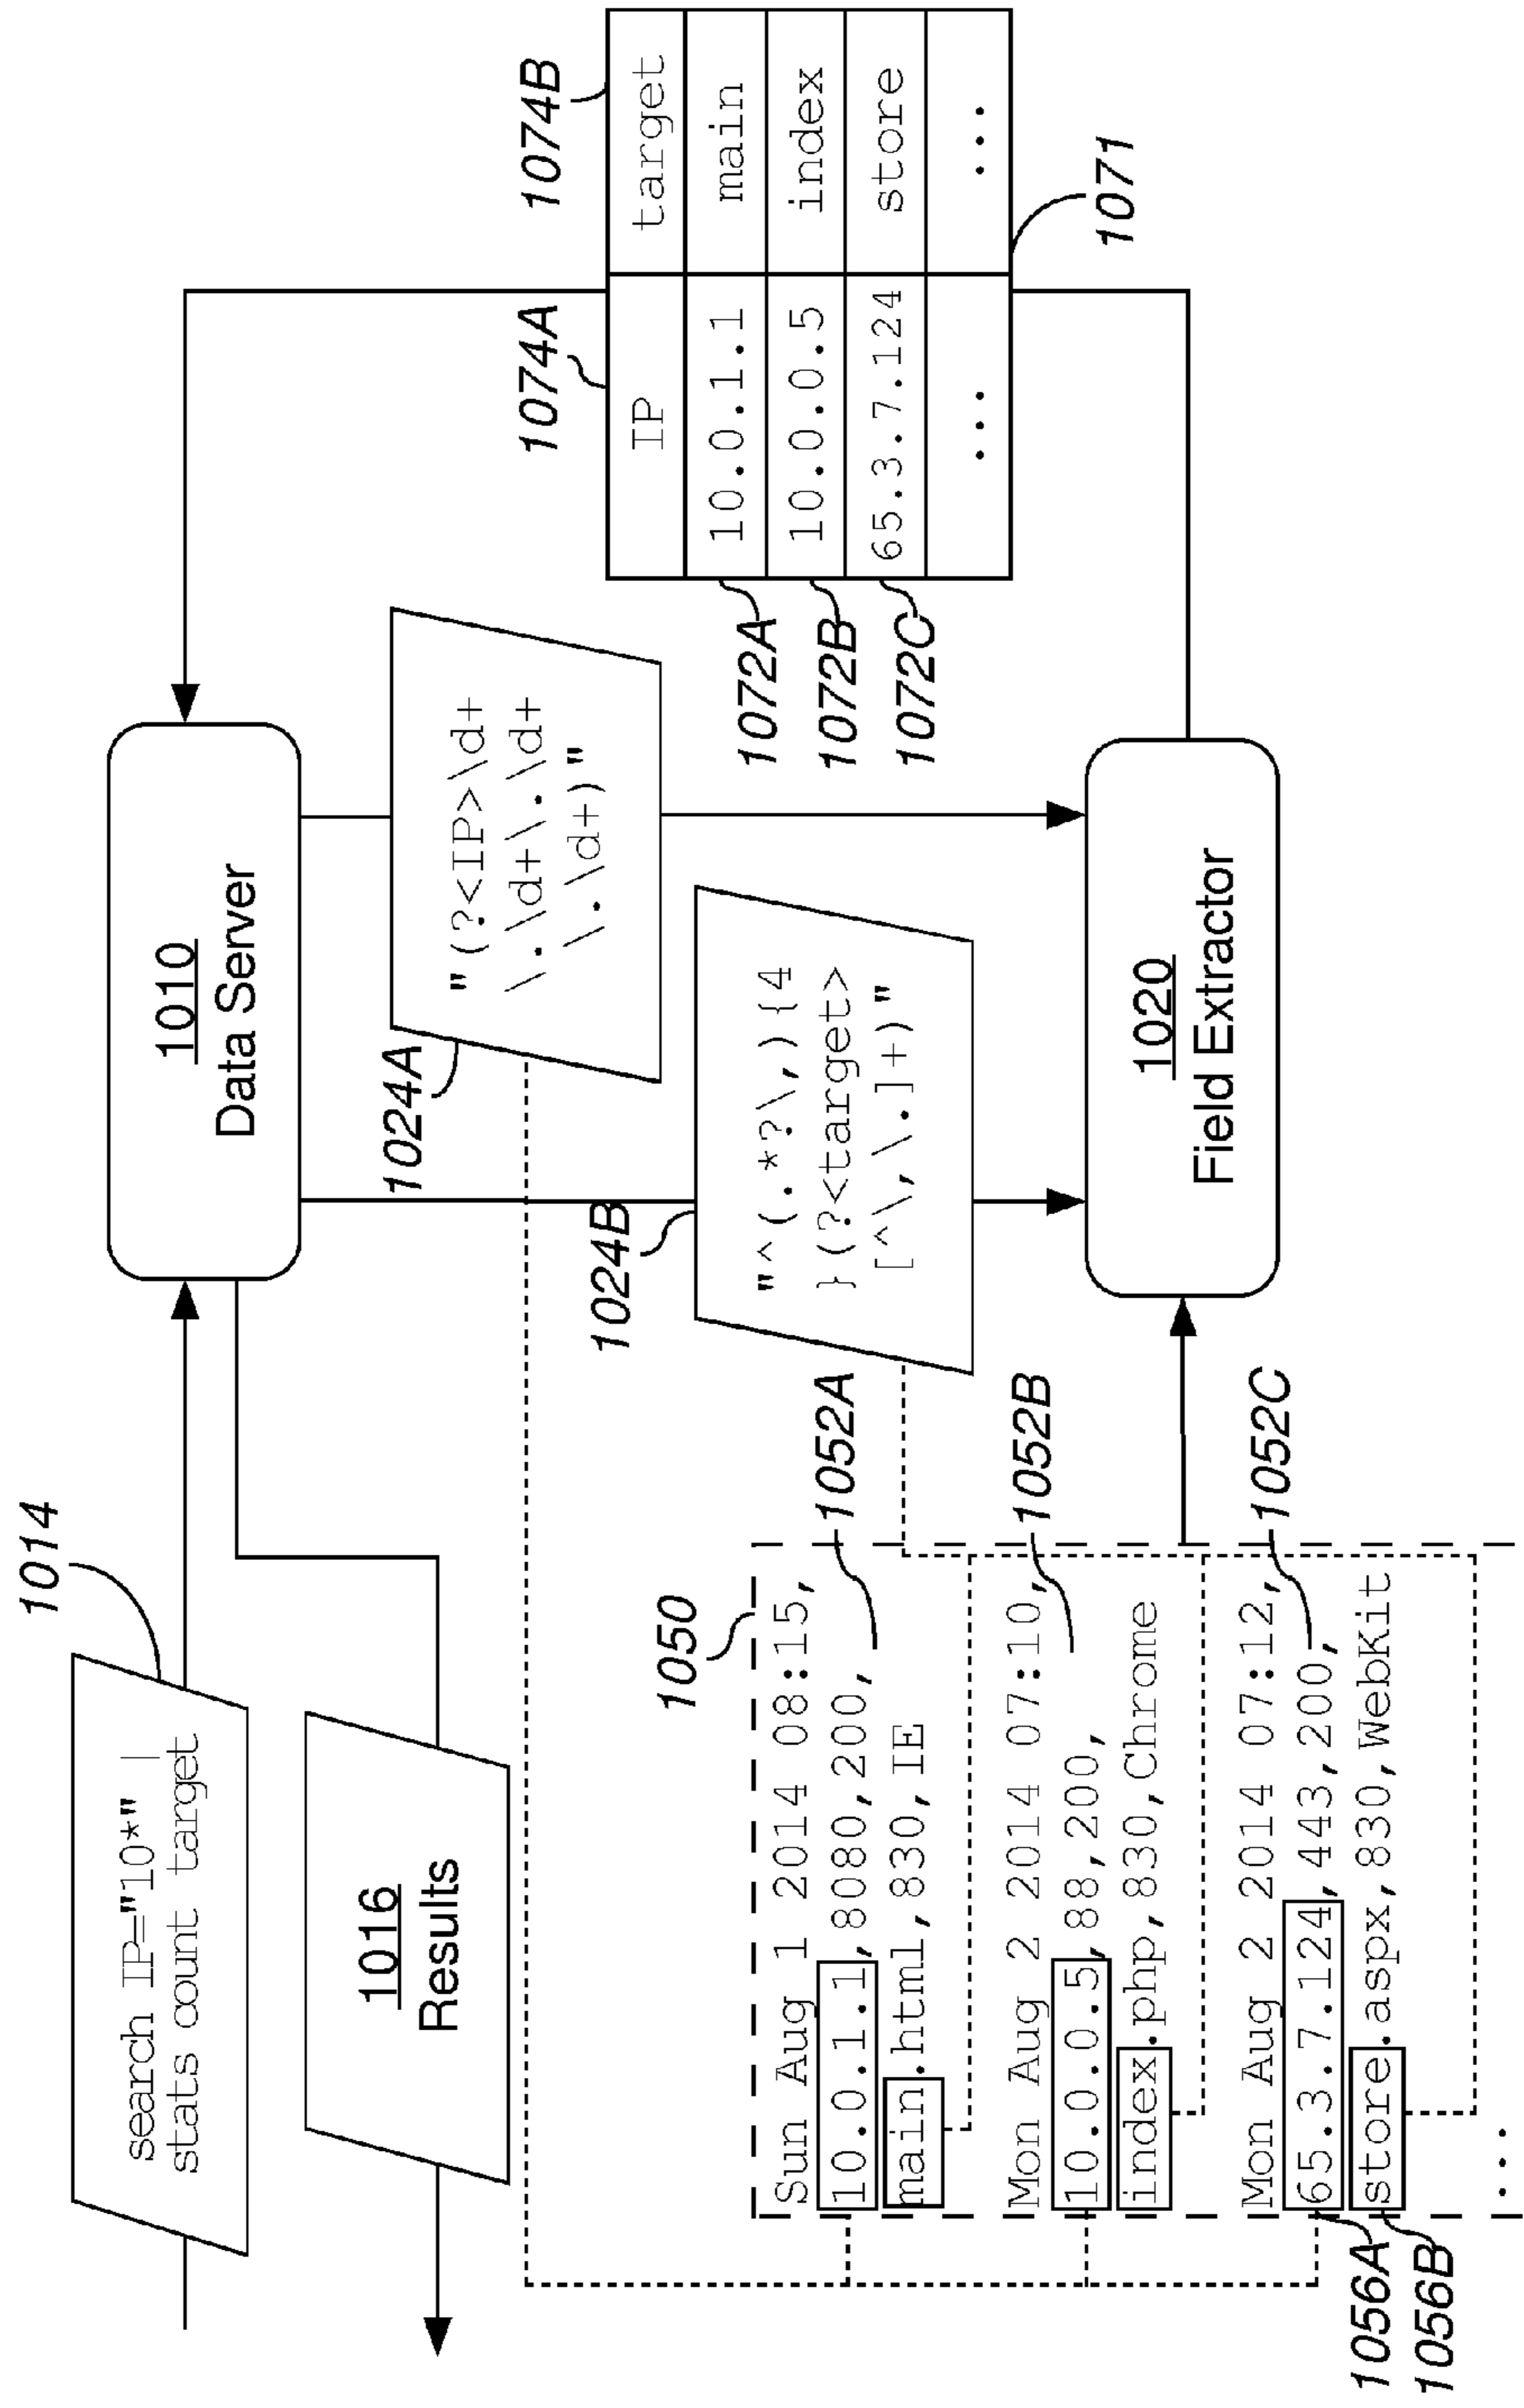 1014
search IP="10*" |
stats count target
1016
Results
1010
Data Server
1024A
"(?<IP>\d+
\.\d+\.\d+
\.\d+)"
1024B
"^(.*?\,){4
}(?<target>
[^\,\.]+)"
1020
Field Extractor
1050
Sun Aug 1 2014 08:15,
10.0.1.1,8080,200,
main.html,830,IE
1052A
Mon Aug 2 2014 07:10,
10.0.0.5,88,200,
index.php,830,Chrome
1052B
Mon Aug 2 2014 07:12,
65.3.7.124,443,200,
store.aspx,830,WebKit
1052C
...
1056A
1056B
1074A
1074B
IP target
1072A
10.0.1.1 main
1072B
10.0.0.5 index
1072C
65.3.7.124 store
... ...
1071